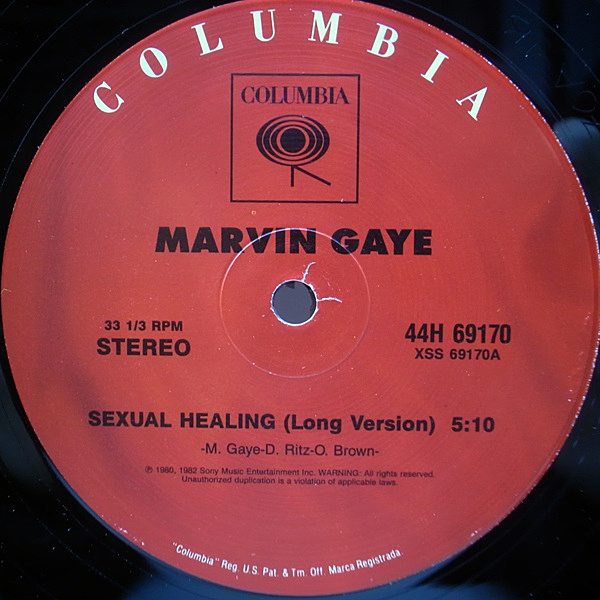 COLUMBIA
COLUMBIA
MARVIN GAYE
33 1/3 RPM
STEREO
44H 69170
XSS 69170A
SEXUAL HEALING (Long Version) 5:10
-M. Gaye-D. Ritz-O. Brown-
℗ 1980, 1982 Sony Music Entertainment Inc. WARNING: All rights reserved.
Unauthorized duplication is a violation of applicable laws.
"Columbia" Reg. U.S. Pat. & Tm. Off. Marca Registrada.